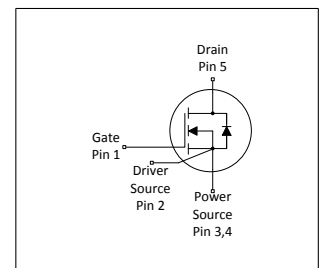 Drain
Pin 5
Gate
Pin 1
Driver
Source
Pin 2
Power
Source
Pin 3,4